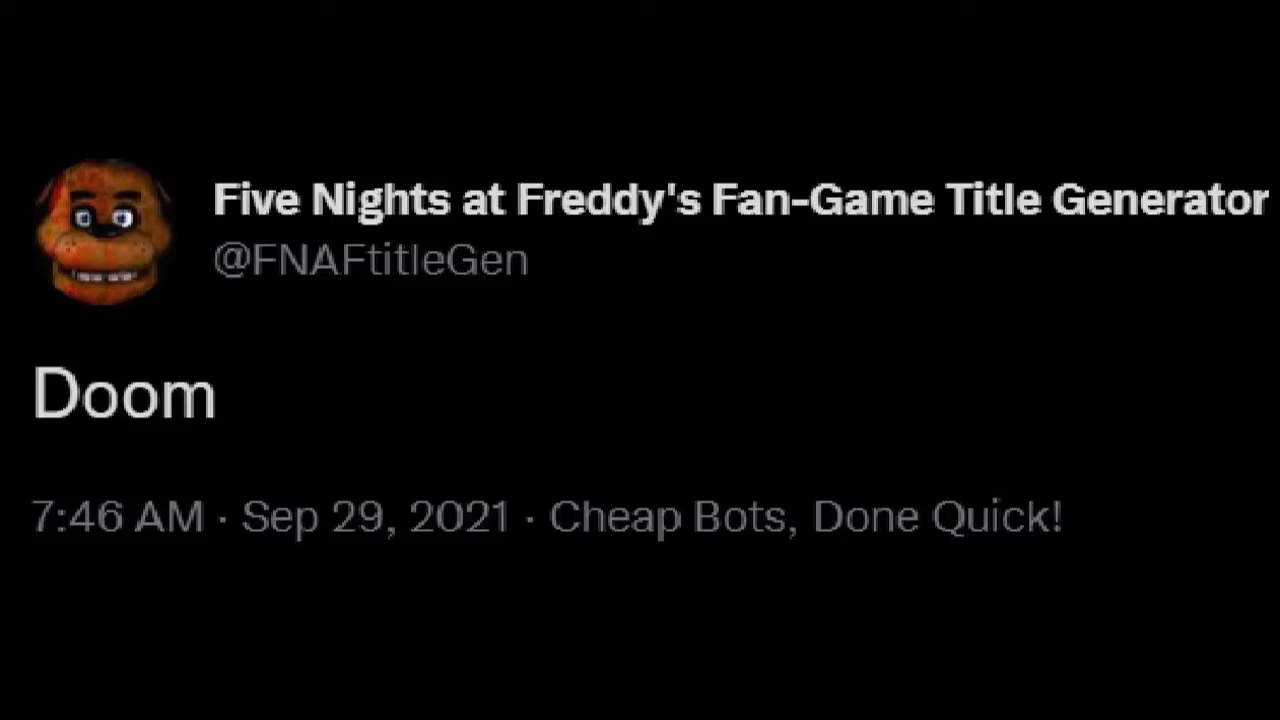 Five Nights at Freddy's Fan-Game Title Generator
@FNAFtitleGen
Doom
7:46 AM · Sep 29, 2021 · Cheap Bots, Done Quick!